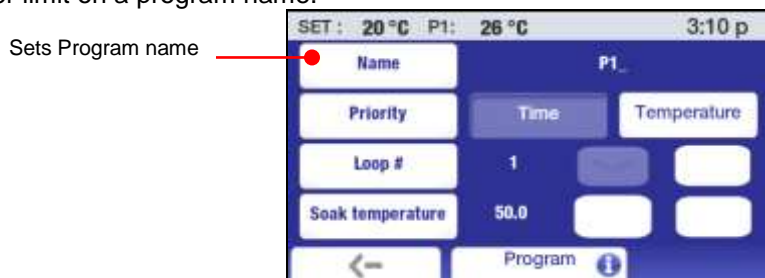 or limit on a program name.
SET : 20 °C P1: 26 °C 3:10 p
Sets Program name
Name P1_
Priority Time Temperature
Loop # 1
Soak temperature 50.0
Program i